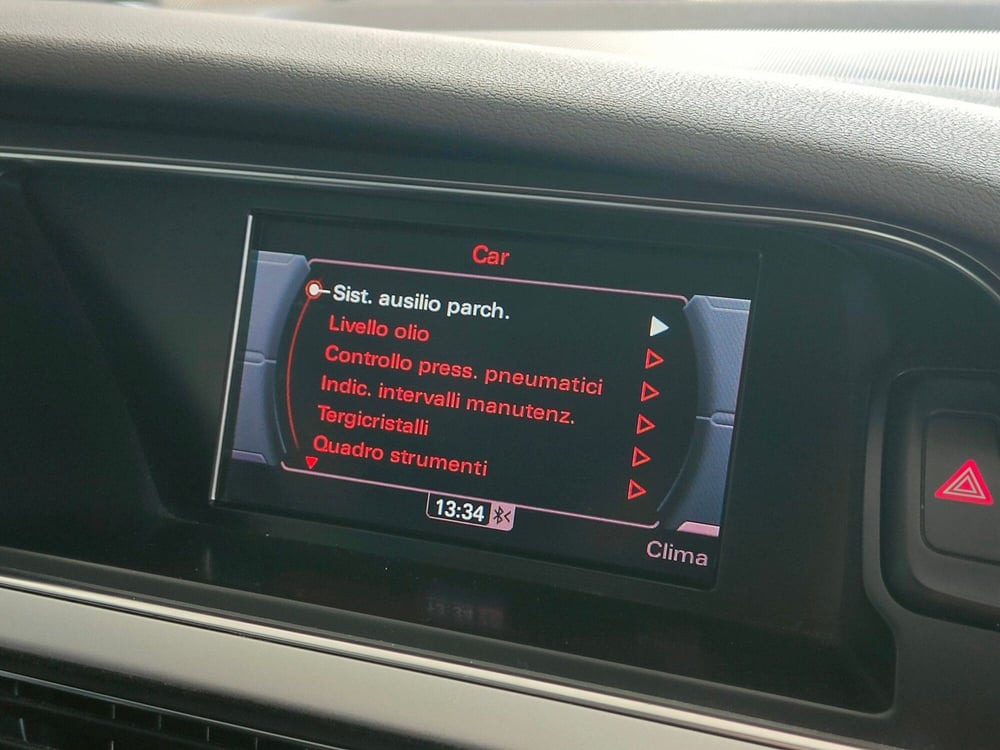 Car
Sist. ausilio parch.
Livello olio
Controllo press. pneumatici
Indic. intervalli manutenz.
Tergicristalli
Quadro strumenti
13:34
Clima